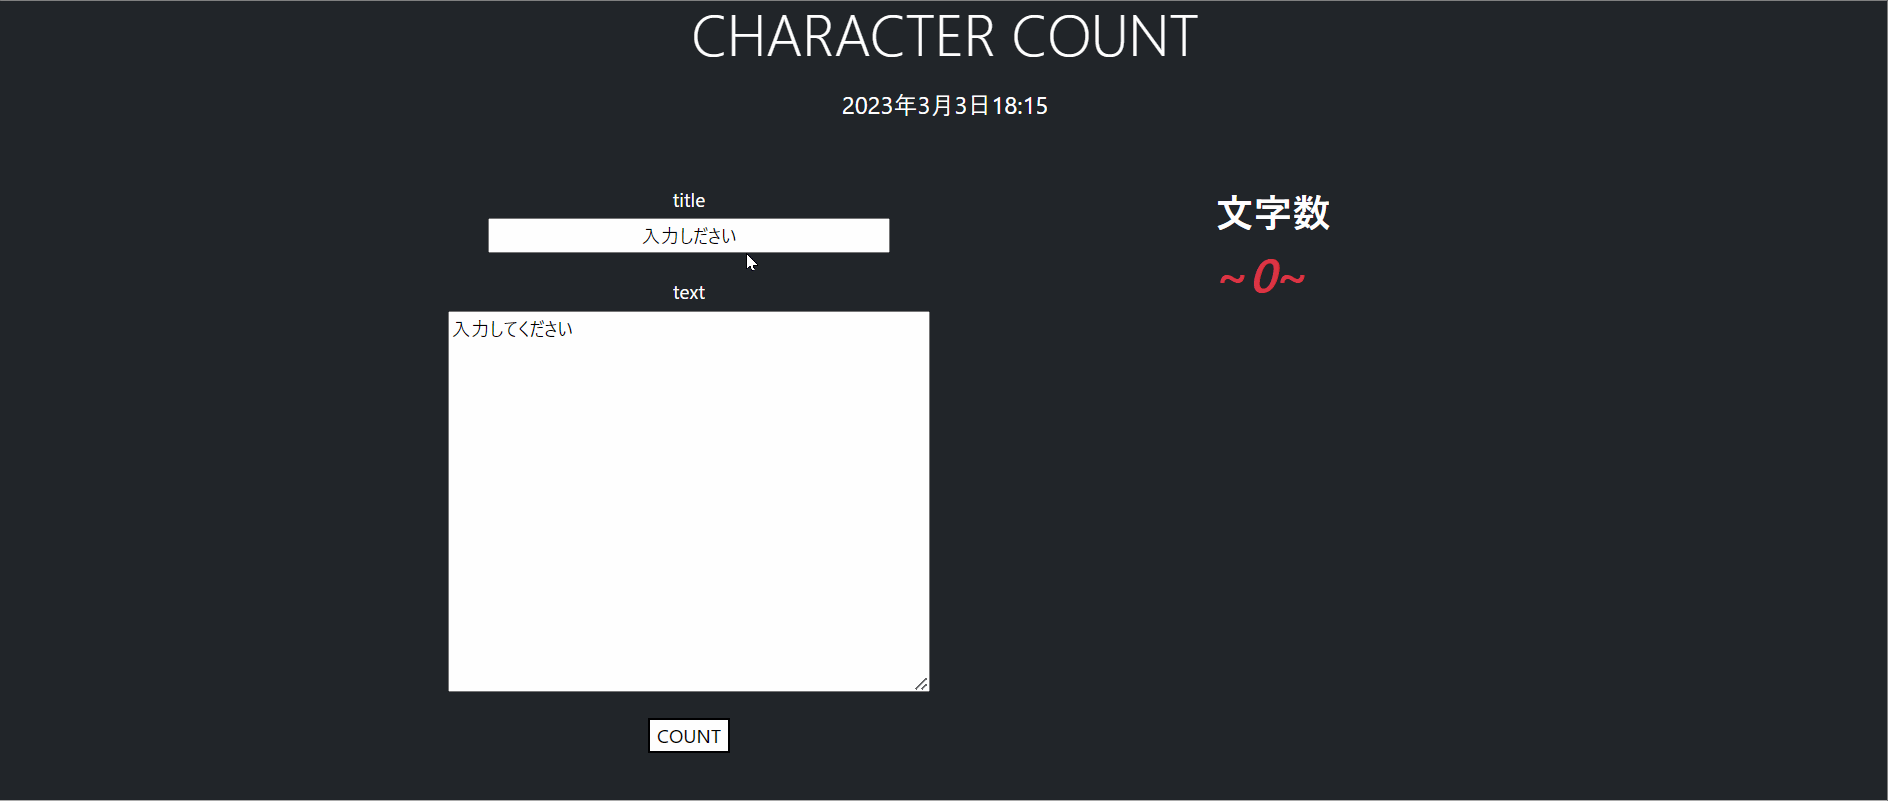 CHARACTER COUNT
2023年3月3日18:15
title
入力しださい
text
入力してください
COUNT
文字数
~0~